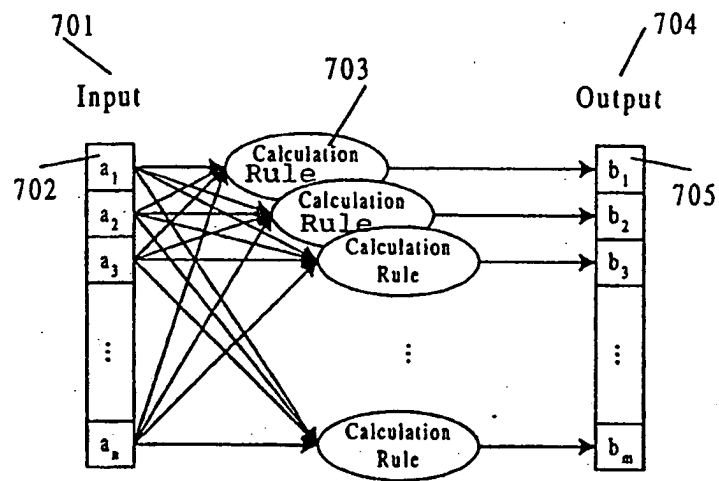 701
704
703
Input
Output
702
a₁
a₂
a₃
⋮
aₙ
Calculation
Rule
Calculation
Rule
Calculation
Rule
⋮
Calculation
Rule
b₁
705
b₂
b₃
⋮
bₘ